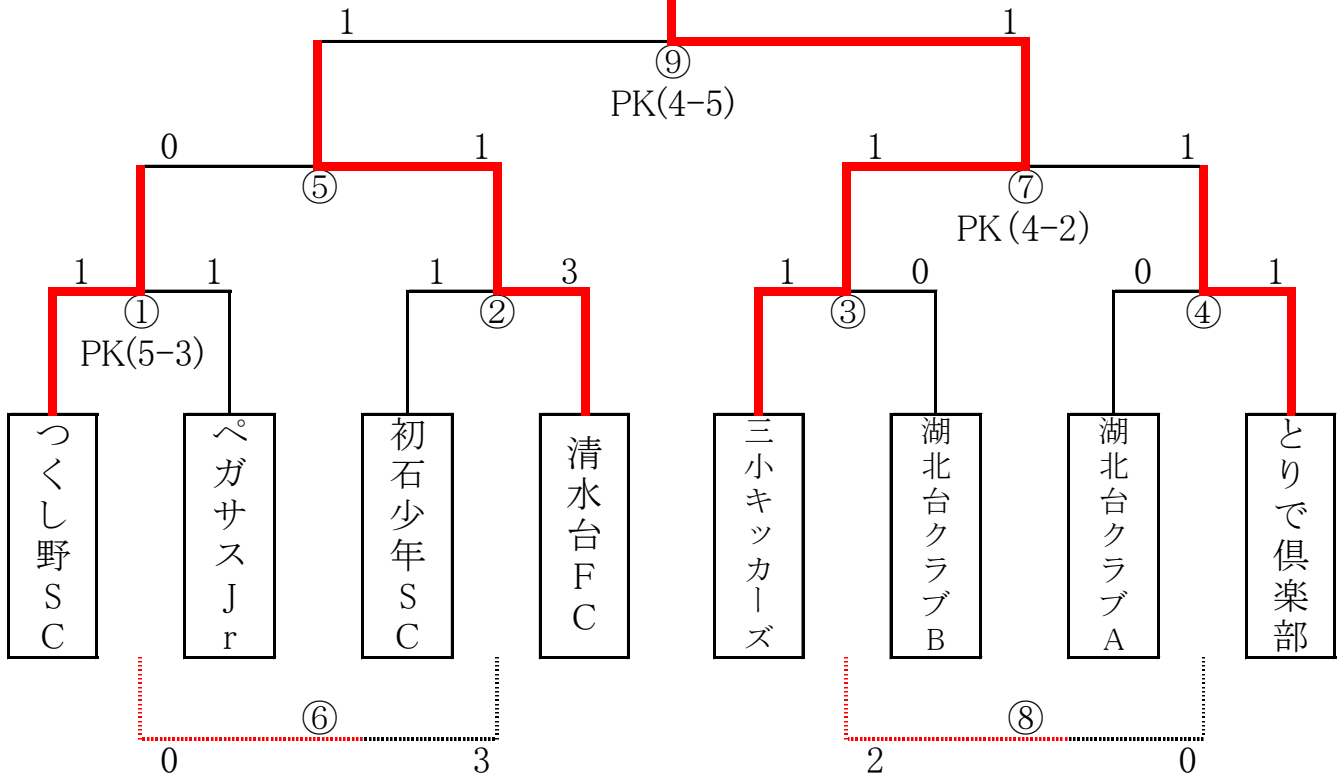 1 1
⑨
PK(4-5)
0 1 1 1
⑤ ⑦
PK(4-2)
1 1 1 3 1 0 0 1
① ② ③ ④
PK(5-3)
つくし野SC
ペガサスJr
初石少年SC
清水台FC
三小キッカーズ
湖北台クラブB
湖北台クラブA
とりで倶楽部
⑥ ⑧
0 3 2 0